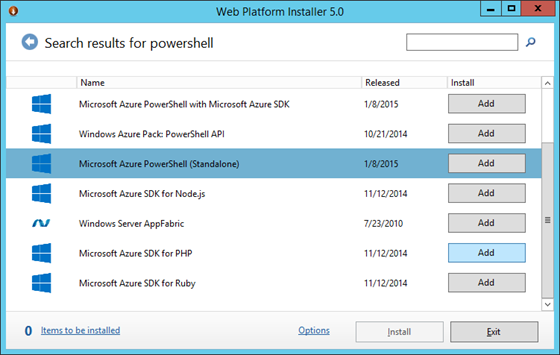 Web Platform Installer 5.0
Search results for powershell
Name Released Install
Microsoft Azure PowerShell with Microsoft Azure SDK 1/8/2015 Add
Windows Azure Pack: PowerShell API 10/21/2014 Add
Microsoft Azure PowerShell (Standalone) 1/8/2015 Add
Microsoft Azure SDK for Node.js 11/12/2014 Add
Windows Server AppFabric 7/23/2010 Add
Microsoft Azure SDK for PHP 11/12/2014 Add
Microsoft Azure SDK for Ruby 11/12/2014 Add
0 Items to be installed Options Install Exit